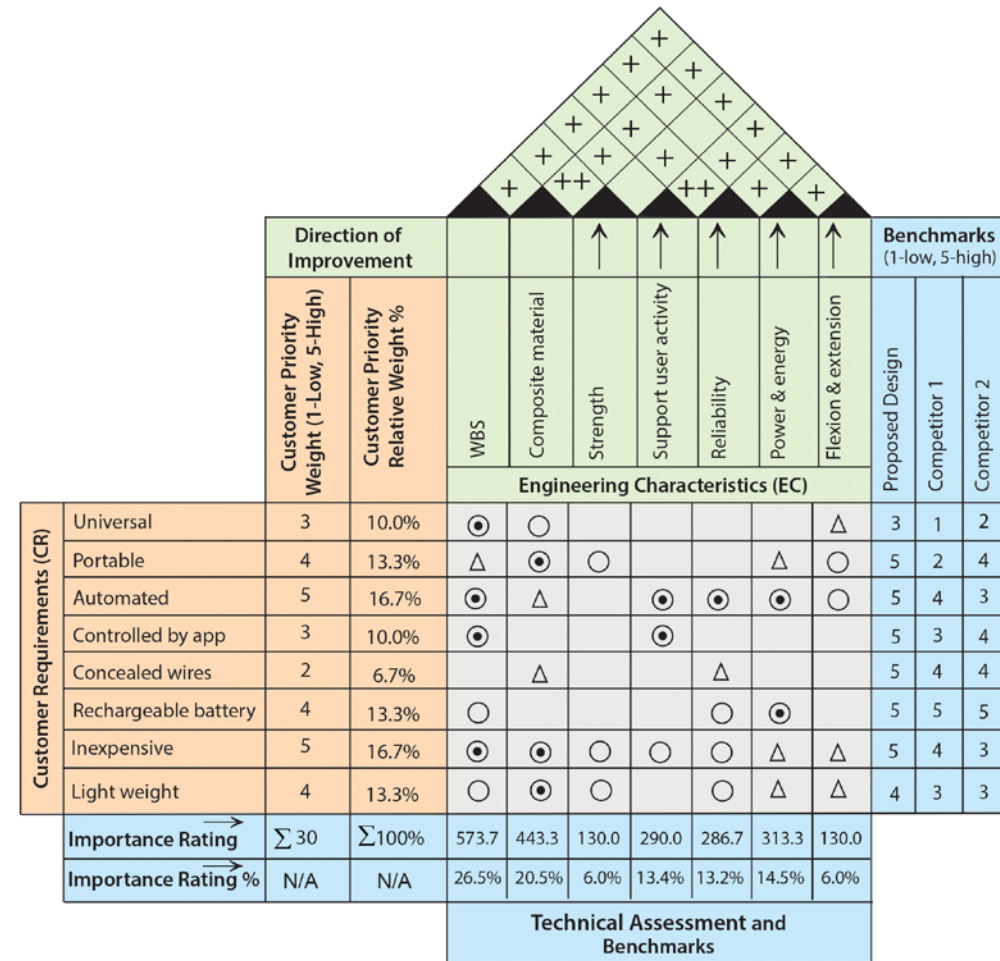 +
+ +
+ + +
+ + +
+ + + +
+ ++ ++ + +
Direction of
Improvement
Benchmarks
(1-low, 5-high)
Customer Priority
Weight (1-Low, 5-High)
Customer Priority
Relative Weight %
WBS
Composite material
Strength
Support user activity
Reliability
Power & energy
Flexion & extension
Proposed Design
Competitor 1
Competitor 2
Engineering Characteristics (EC)
Customer Requirements (CR)
Universal 3 10.0% 3 1 2
Portable 4 13.3% 5 2 4
Automated 5 16.7% 5 4 3
Controlled by app 3 10.0% 5 3 4
Concealed wires 2 6.7% 5 4 4
Rechargeable battery 4 13.3% 5 5 5
Inexpensive 5 16.7% 5 4 3
Light weight 4 13.3% 4 3 3
Importance Rating ∑ 30 ∑100% 573.7 443.3 130.0 290.0 286.7 313.3 130.0
Importance Rating % N/A N/A 26.5% 20.5% 6.0% 13.4% 13.2% 14.5% 6.0%
Technical Assessment and
Benchmarks